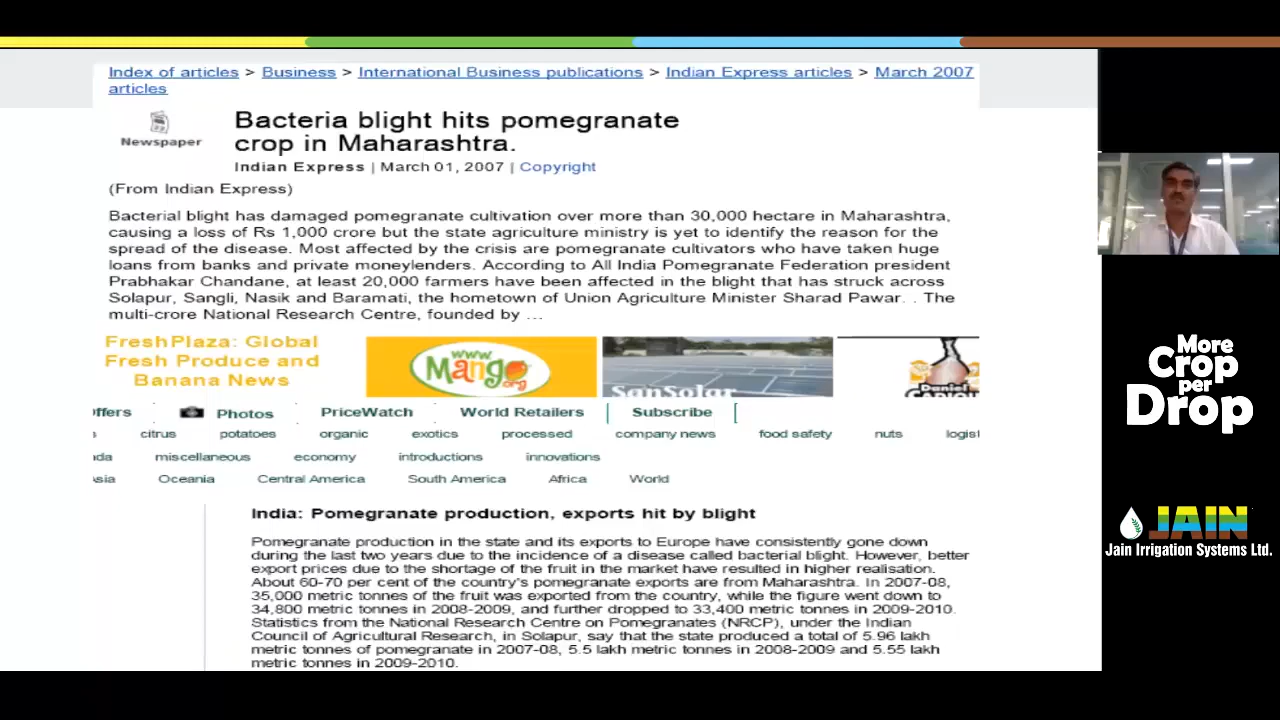 Index of articles > Business > International Business publications > Indian Express articles > March 2007
articles
Newspaper
Bacteria blight hits pomegranate
crop in Maharashtra.
Indian Express | March 01, 2007 | Copyright
(From Indian Express)
Bacterial blight has damaged pomegranate cultivation over more than 30,000 hectare in Maharashtra,
causing a loss of Rs 1,000 crore but the state agriculture ministry is yet to identify the reason for the
spread of the disease. Most affected by the crisis are pomegranate cultivators who have taken huge
loans from banks and private moneylenders. According to All India Pomegranate Federation president
Prabhakar Chandane, at least 20,000 farmers have been affected in the blight that has struck across
Solapur, Sangli, Nasik and Baramati, the hometown of Union Agriculture Minister Sharad Pawar. . The
multi-crore National Research Centre, founded by ...
FreshPlaza: Global
Fresh Produce and
Banana News
www
Mango
.org
SanSolar
Daniel
ffers Photos PriceWatch World Retailers Subscribe
s citrus potatoes organic exotics processed company news food safety nuts logist
da miscellaneous economy introductions innovations
sia Oceania Central America South America Africa World
India: Pomegranate production, exports hit by blight
Pomegranate production in the state and its exports to Europe have consistently gone down
during the last two years due to the incidence of a disease called bacterial blight. However, better
export prices due to the shortage of the fruit in the market have resulted in higher realisation.
About 60-70 per cent of the country's pomegranate exports are from Maharashtra. In 2007-08,
35,000 metric tonnes of the fruit was exported from the country, while the figure went down to
34,800 metric tonnes in 2008-2009, and further dropped to 33,400 metric tonnes in 2009-2010.
Statistics from the National Research Centre on Pomegranates (NRCP), under the Indian
Council of Agricultural Research, in Solapur, say that the state produced a total of 5.96 lakh
metric tonnes of pomegranate in 2007-08, 5.5 lakh metric tonnes in 2008-2009 and 5.55 lakh
metric tonnes in 2009-2010.
More
Crop
per
Drop
JAIN
Jain Irrigation Systems Ltd.